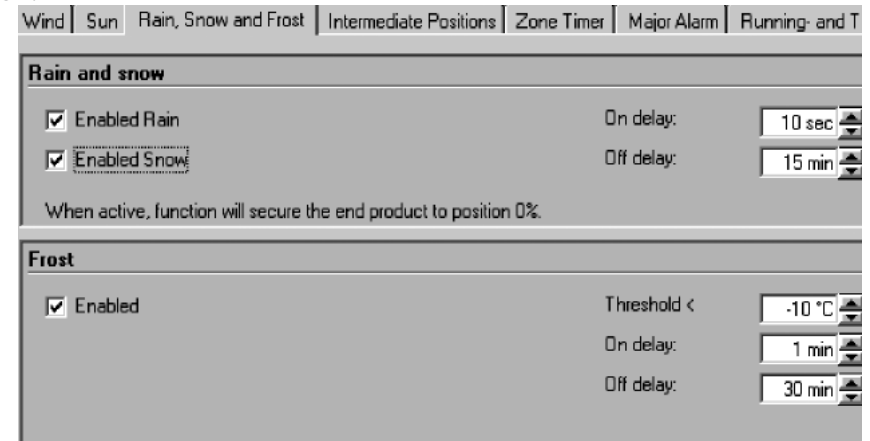 Wind Sun Rain, Snow and Frost Intermediate Positions Zone Timer Major Alarm Running- and T
Rain and snow
Enabled Rain On delay: 10 sec
Enabled Snow Off delay: 15 min
When active, function will secure the end product to position 0%.
Frost
Enabled Threshold < -10 °C
On delay: 1 min
Off delay: 30 min